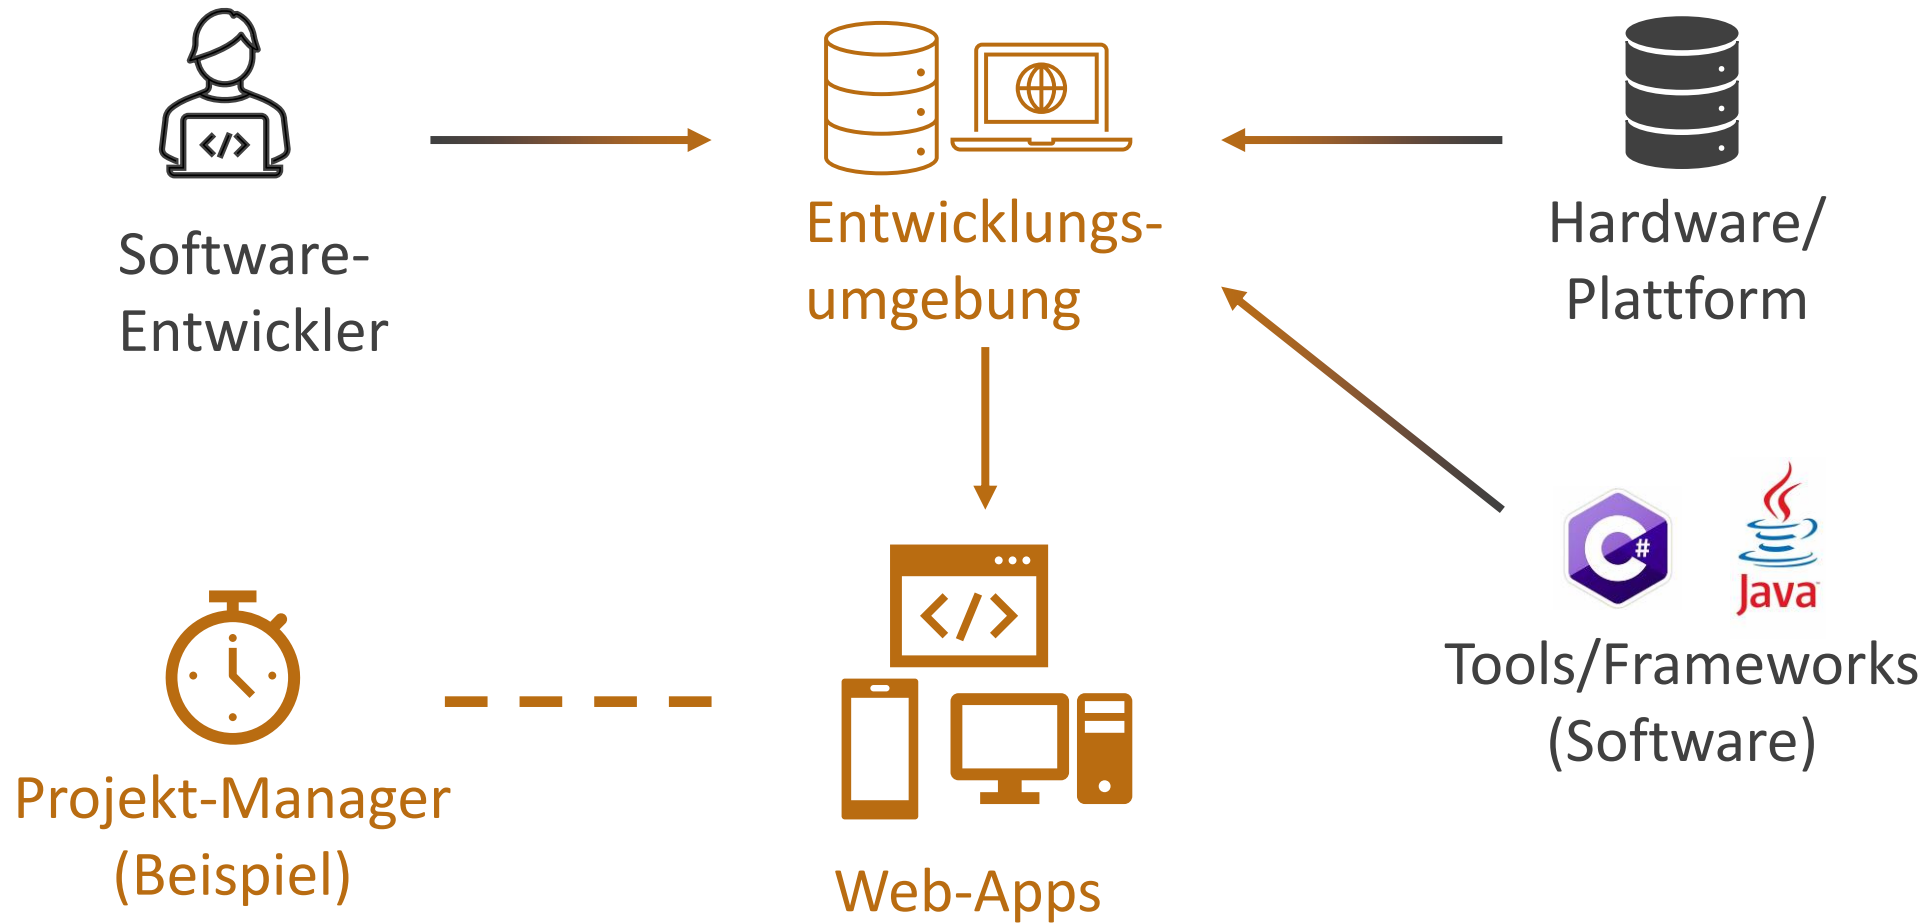 Software-
Entwickler
</>
Entwicklungs-
umgebung
Hardware/
Plattform
C#
Java
Tools/Frameworks
(Software)
</>
Projekt-Manager
(Beispiel)
Web-Apps